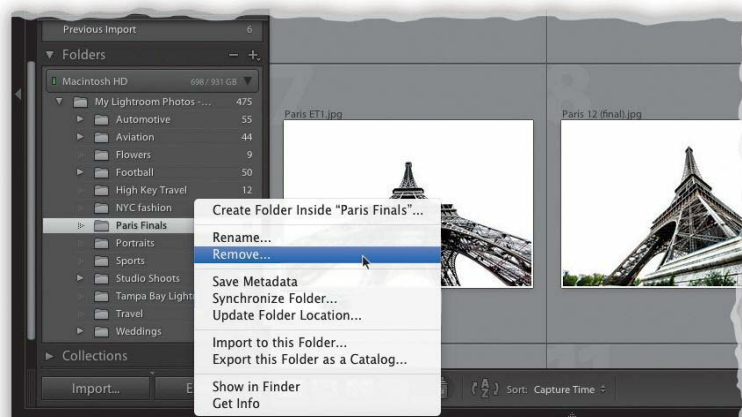 Previous Import 6
Folders
Macintosh HD 698 / 931 GB
My Lightroom Photos -... 475
Automotive 55
Aviation 44
Flowers 9
Football 50
High Key Travel 12
NYC fashion
Paris Finals
Portraits
Sports
Studio Shoots
Tampa Bay Light
Travel
Weddings
Collections
Import... E
Create Folder Inside “Paris Finals”...
Rename...
Remove...
Save Metadata
Synchronize Folder...
Update Folder Location...
Import to this Folder...
Export this Folder as a Catalog...
Show in Finder
Get Info
7
Paris ET1.jpg
8
Paris 12 (final).jpg
11
Sort: Capture Time